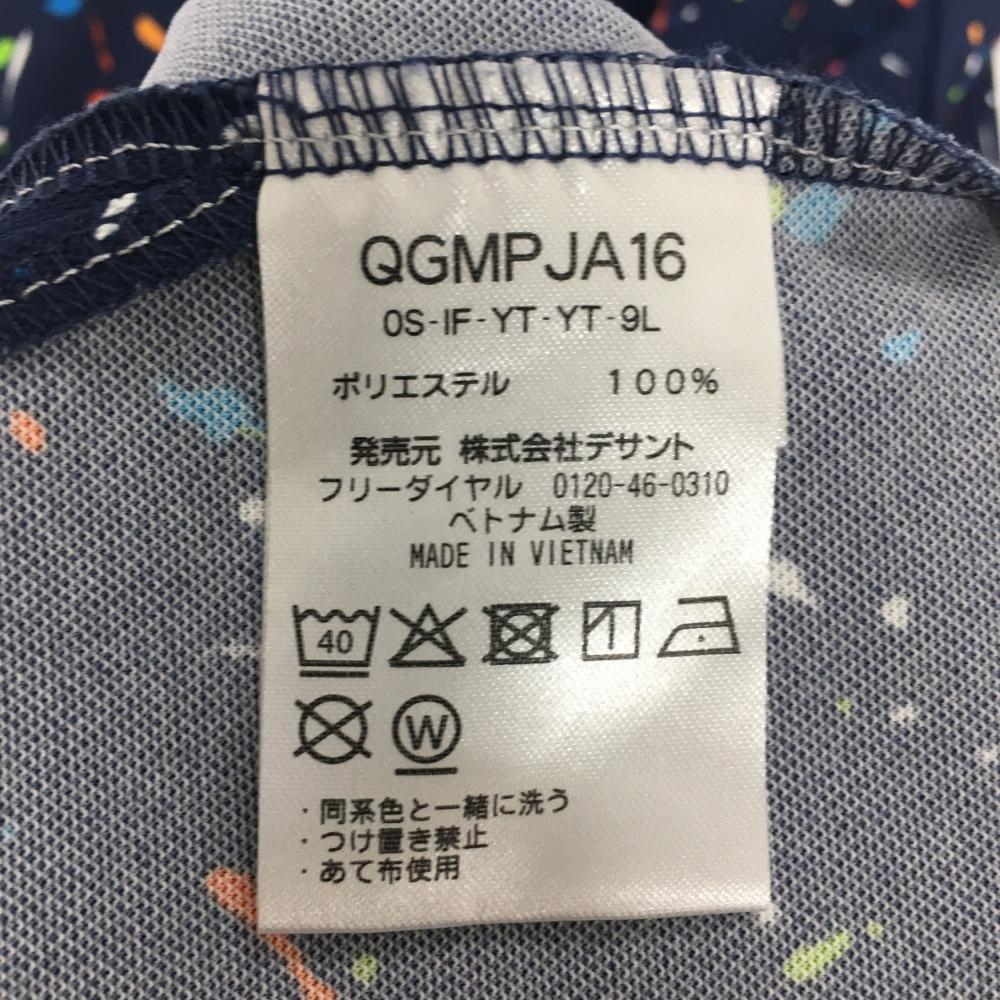 QGMPJA16
0S-IF-YT-YT-9L
ポリエステル 100%
発売元 株式会社デサント
フリーダイヤル 0120-46-0310
ベトナム製
MADE IN VIETNAM
40
W
・同系色と一緒に洗う
・つけ置き禁止
・あて布使用